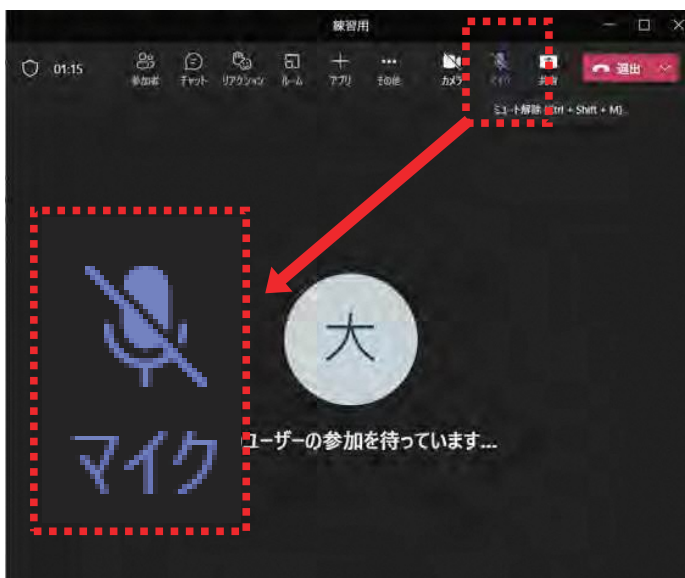 練習用
01:15
参加者 チャット リアクション ルーム アプリ その他 カメラ マイク 共有 退出
ミュート解除 (Ctrl + Shift + M)
マイク
大
ユーザーの参加を待っています...